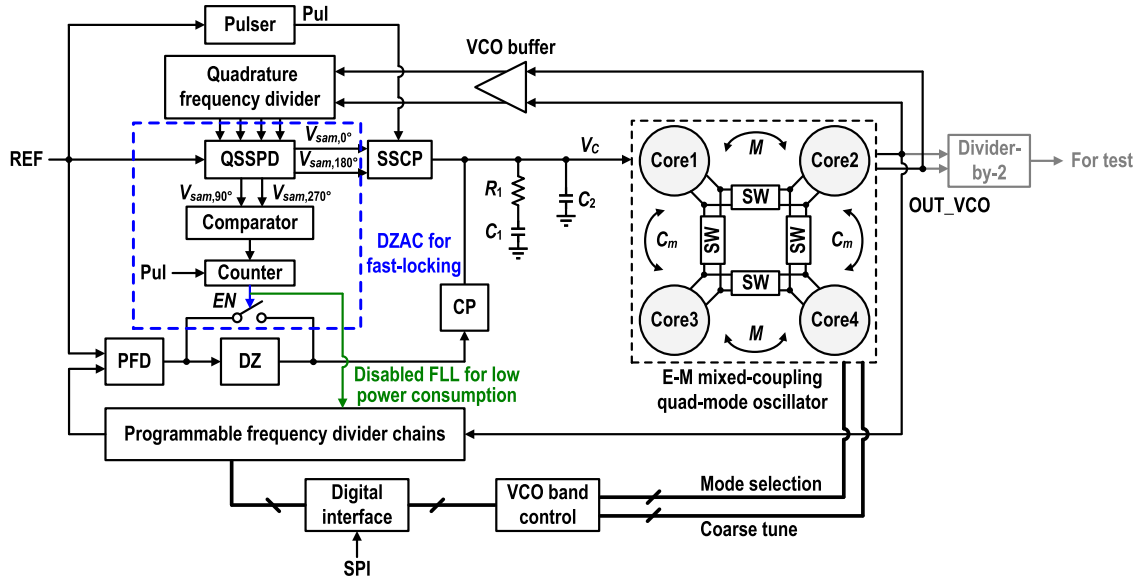 Pulser
Pul
VCO buffer
Quadrature
frequency divider
REF
QSSPD
Vsam,0°
Vsam,180°
SSCP
Vsam,90°
Vsam,270°
Comparator
DZAC for
fast-locking
Pul
Counter
EN
PFD
DZ
CP
Disabled FLL for low
power consumption
Programmable frequency divider chains
R1
C1
C2
VC
Core1
M
Core2
SW
Cm
SW
SW
Cm
SW
Core3
M
Core4
E-M mixed-coupling
quad-mode oscillator
OUT_VCO
Divider-
by-2
For test
Digital
interface
SPI
VCO band
control
Mode selection
Coarse tune